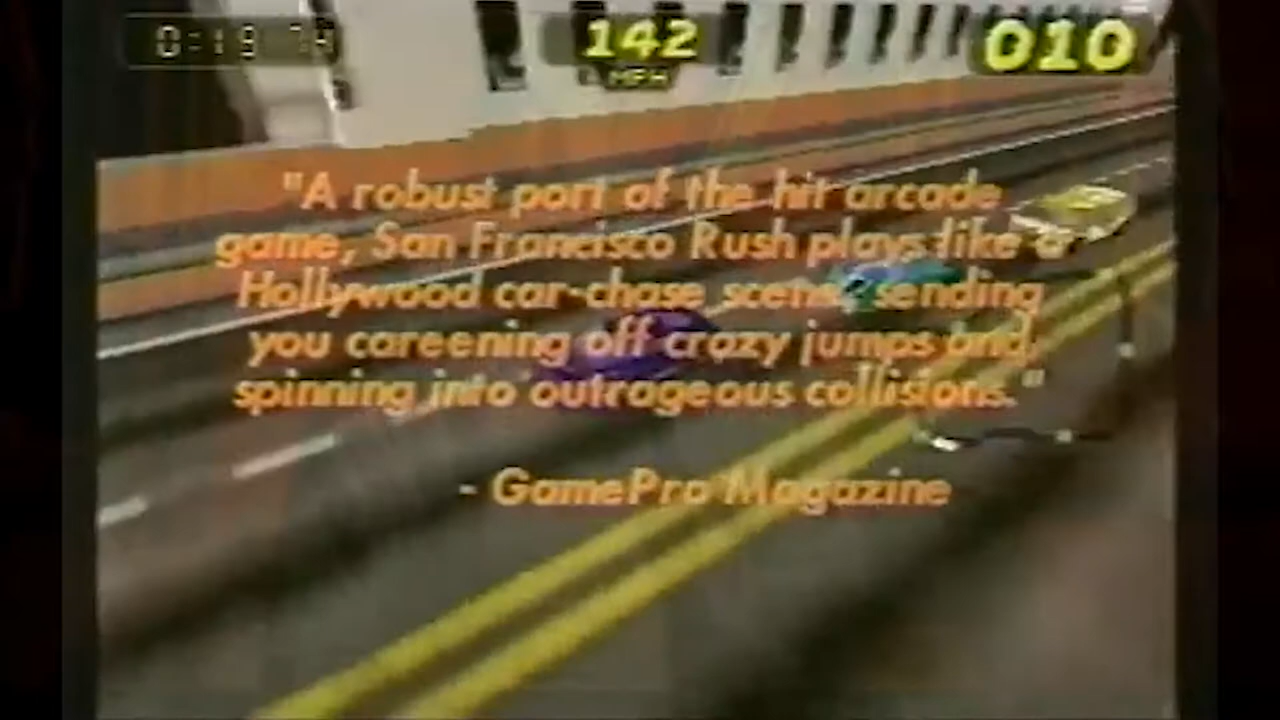 0:19 74
142
010
MPH
"A robust port of the hit arcade
game, San Francisco Rush plays like a
Hollywood car-chase scene, sending
you careening off crazy jumps and
spinning into outrageous collisions."
- GamePro Magazine